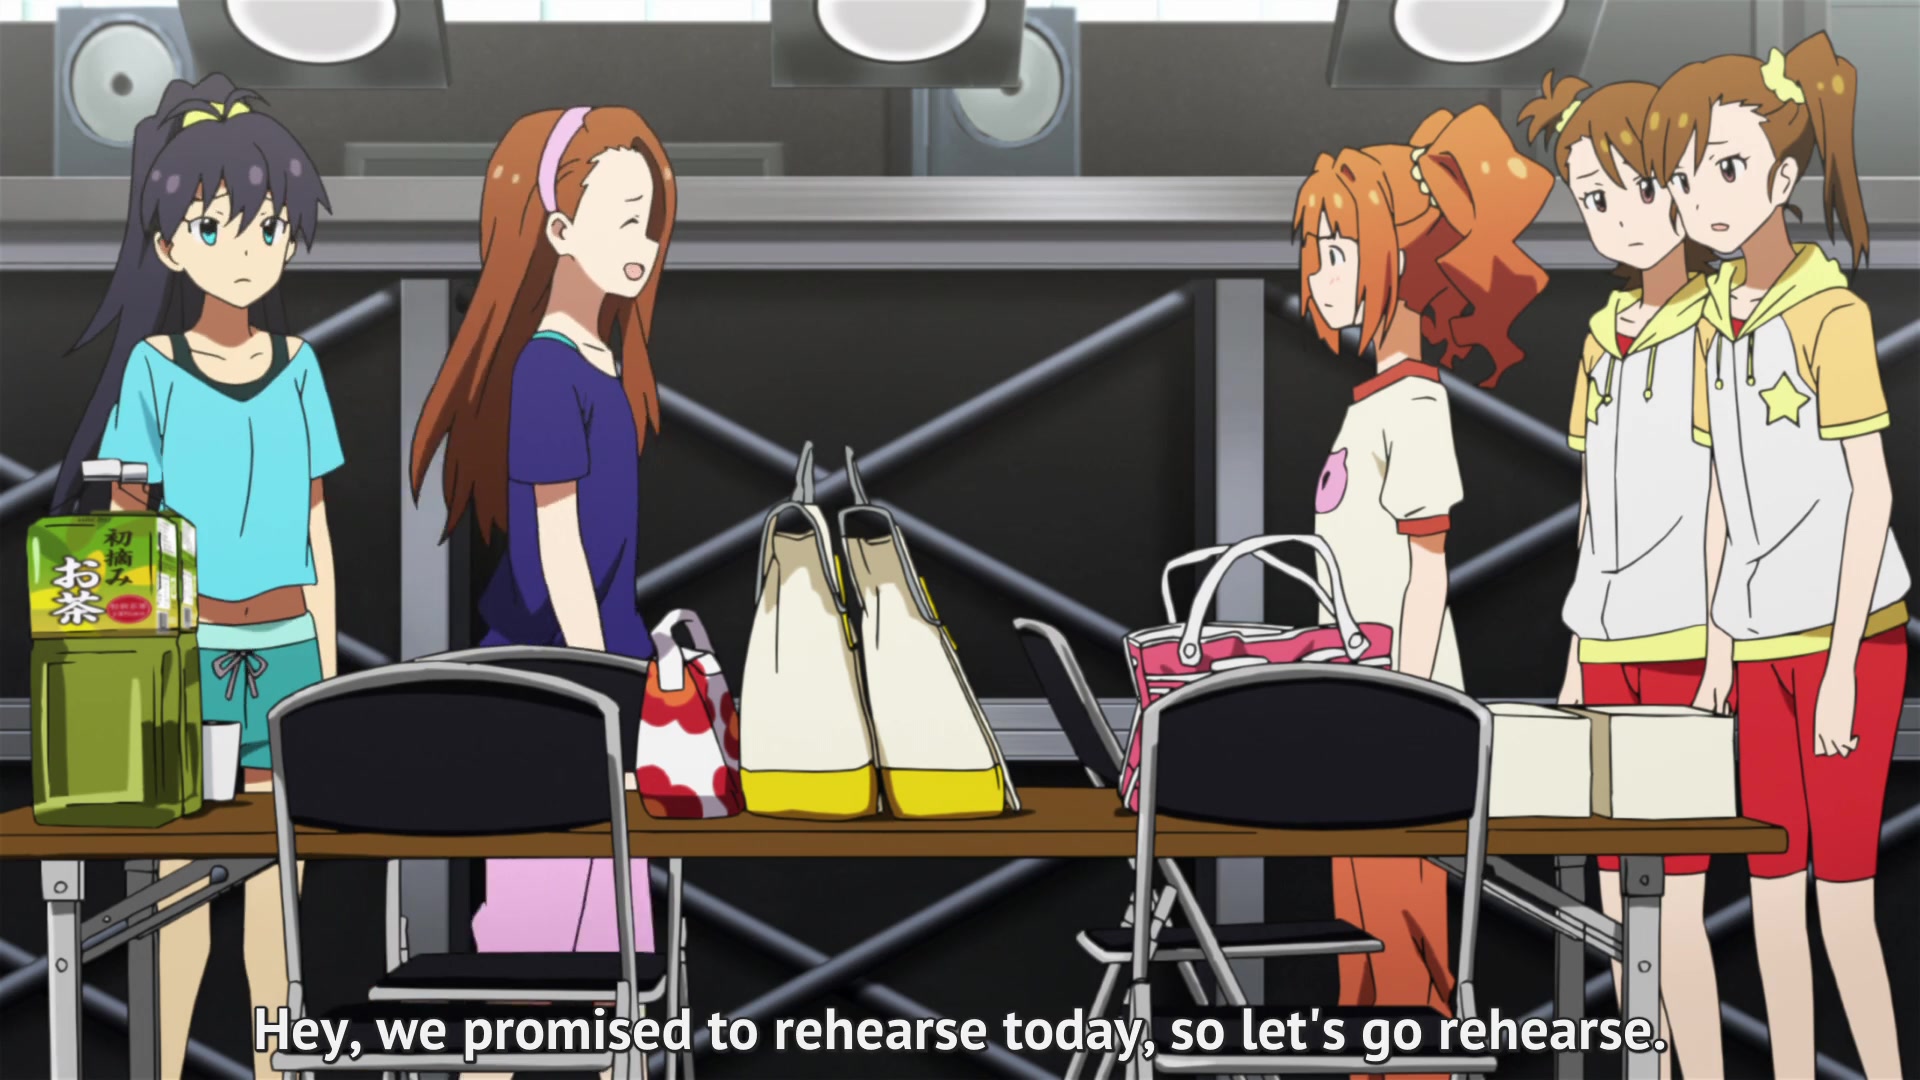 初摘み
お茶
Hey, we promised to rehearse today, so let's go rehearse.